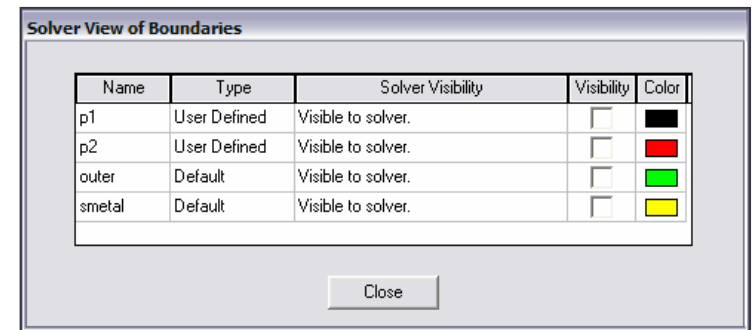 Solver View of Boundaries
Name Type Solver Visibility Visibility Color
p1 User Defined Visible to solver.
p2 User Defined Visible to solver.
outer Default Visible to solver.
smetal Default Visible to solver.
Close